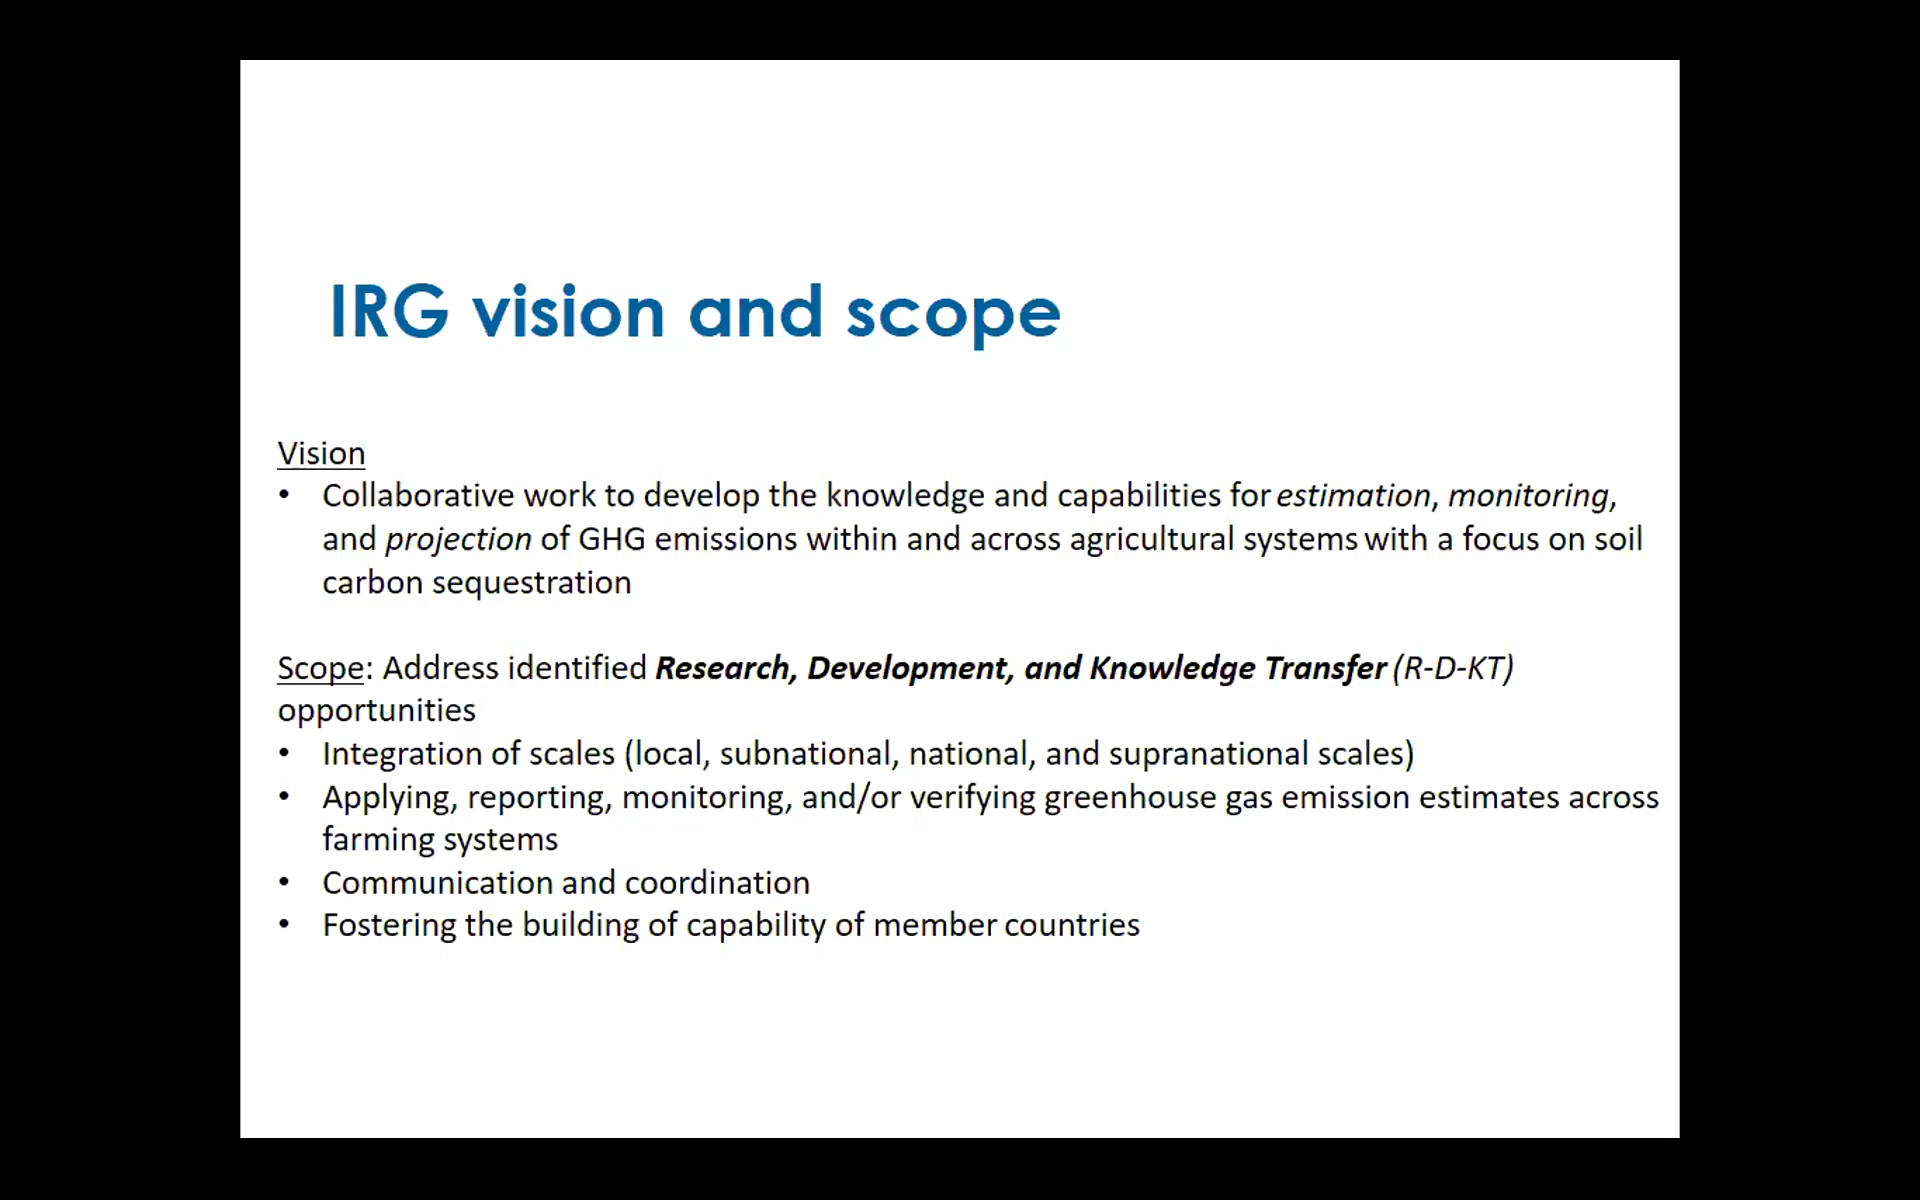 IRG vision and scope
Vision
• Collaborative work to develop the knowledge and capabilities for estimation, monitoring,
and projection of GHG emissions within and across agricultural systems with a focus on soil
carbon sequestration
Scope: Address identified Research, Development, and Knowledge Transfer (R-D-KT)
opportunities
• Integration of scales (local, subnational, national, and supranational scales)
• Applying, reporting, monitoring, and/or verifying greenhouse gas emission estimates across
farming systems
• Communication and coordination
• Fostering the building of capability of member countries